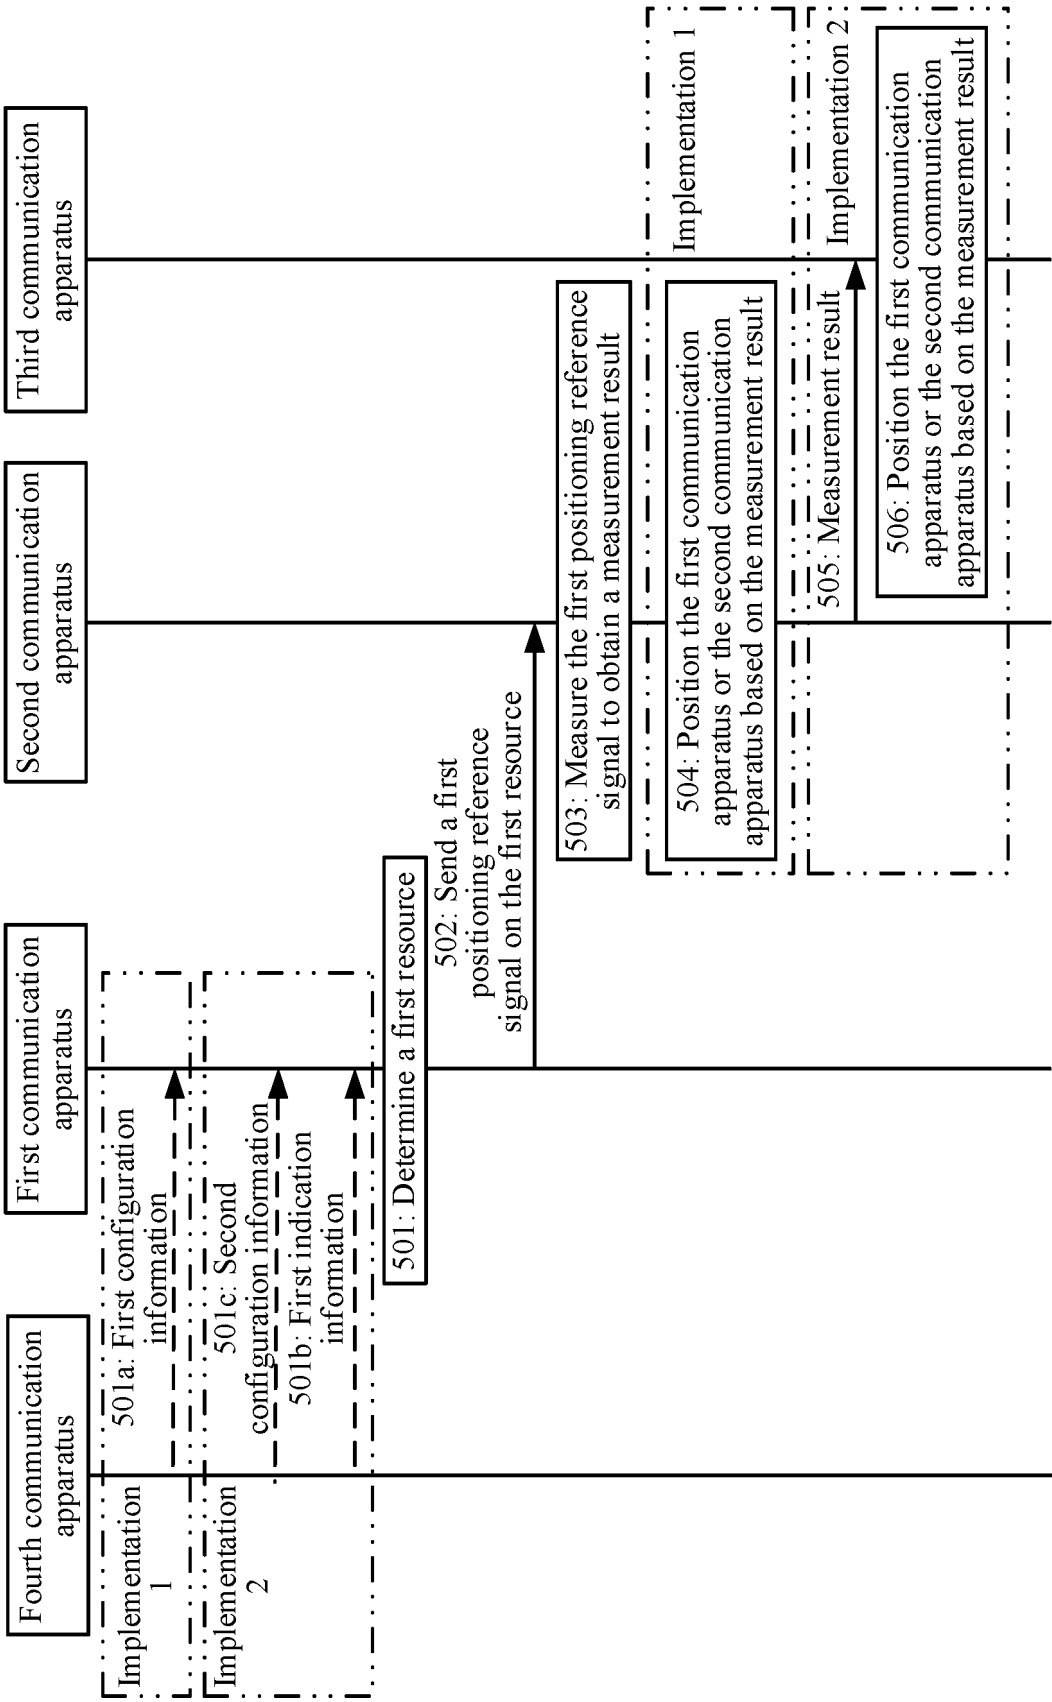 Fourth communication
apparatus
First communication
apparatus
Second communication
apparatus
Third communication
apparatus
Implementation
1
501a: First configuration
information
Implementation
2
501c: Second
configuration information
501b: First indication
information
501: Determine a first resource
502: Send a first
positioning reference
signal on the first resource
503: Measure the first positioning reference
signal to obtain a measurement result
Implementation 1
504: Position the first communication
apparatus or the second communication
apparatus based on the measurement result
Implementation 2
505: Measurement result
506: Position the first communication
apparatus or the second communication
apparatus based on the measurement result